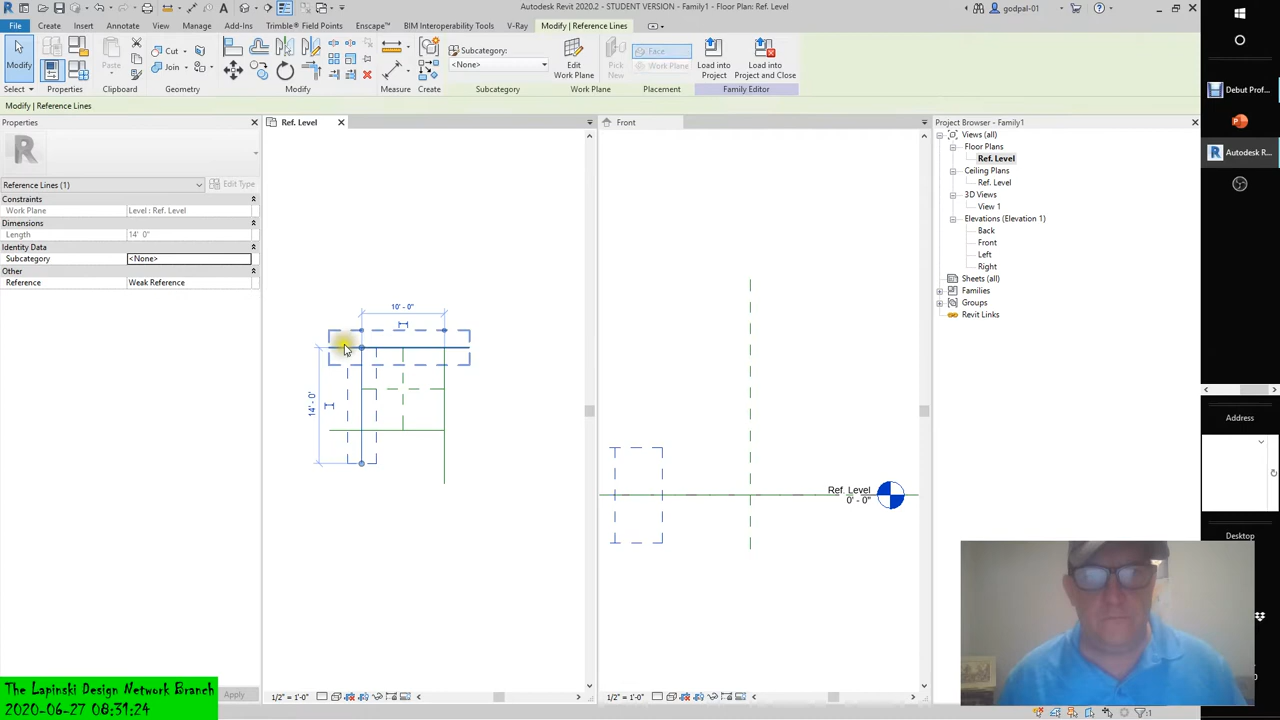 Autodesk Revit 2020.2 - STUDENT VERSION - Family1 - Floor Plan: Ref. Level
godpal-01
File Create Insert Annotate View Manage Add-Ins Trimble® Field Points Enscape™ BIM Interoperability Tools V-Ray Modify | Reference Lines
Modify
Paste
Cut
Join
Subcategory:
<None>
Edit
Work Plane
Pick
New
Face
Work Plane
Load into
Project
Load into
Project and Close
Select Properties Clipboard Geometry Modify Measure Create Subcategory Work Plane Placement Family Editor
Modify | Reference Lines
Properties
Reference Lines (1)
Edit Type
Constraints
Work Plane Level : Ref. Level
Dimensions
Length 14' 0"
Identity Data
Subcategory <None>
Other
Reference Weak Reference
Apply
Ref. Level
10' - 0"
14' - 0"
1/2" = 1'-0"
Front
Ref. Level
0' - 0"
1/2" = 1'-0"
Project Browser - Family1
Views (all)
Floor Plans
Ref. Level
Ceiling Plans
Ref. Level
3D Views
View 1
Elevations (Elevation 1)
Back
Front
Left
Right
Sheets (all)
Families
Groups
Revit Links
:1
Debut Prof...
Autodesk R...
Address
Desktop
The Lapinski Design Network Branch
2020-06-27 08:31:24